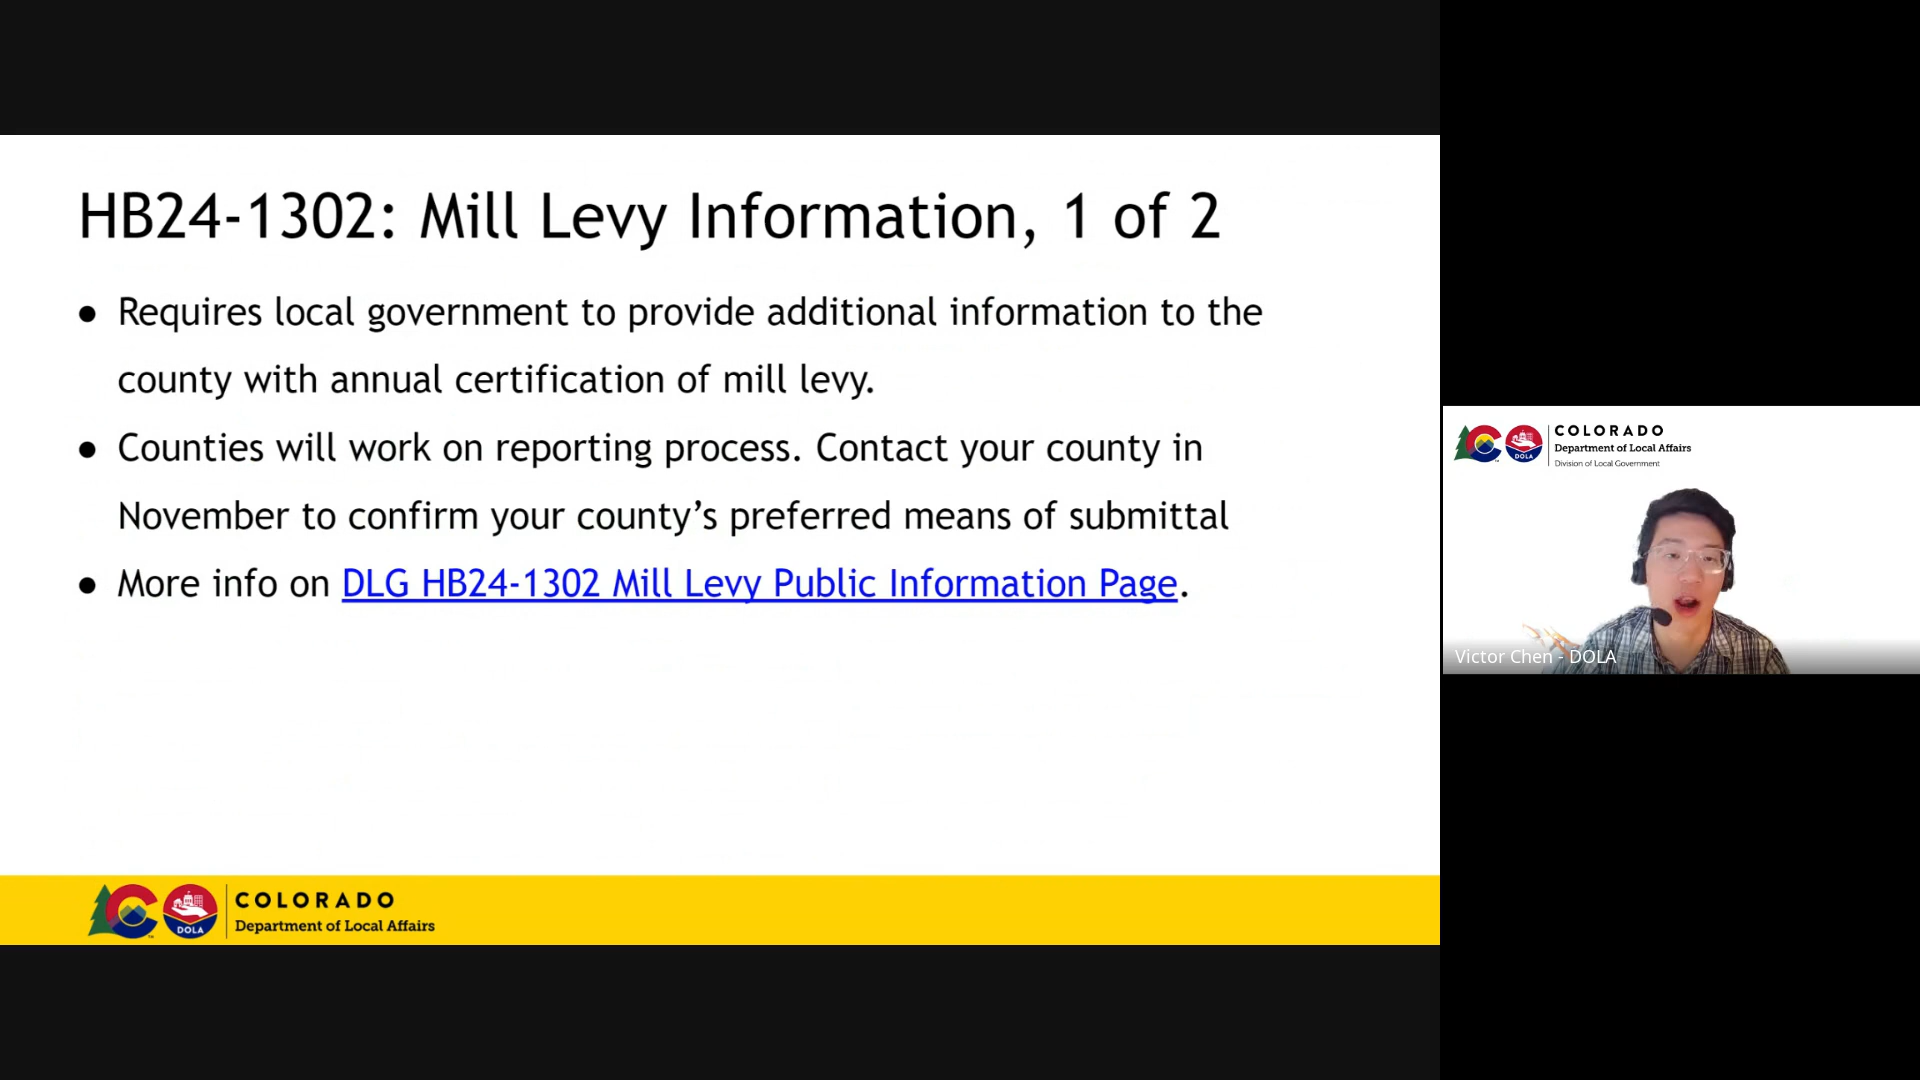 HB24-1302: Mill Levy Information, 1 of 2
● Requires local government to provide additional information to the
county with annual certification of mill levy.
● Counties will work on reporting process. Contact your county in
November to confirm your county’s preferred means of submittal
● More info on DLG HB24-1302 Mill Levy Public Information Page.
DOLA
COLORADO
Department of Local Affairs
DOLA
COLORADO
Department of Local Affairs
Division of Local Government
Victor Chen - DOLA